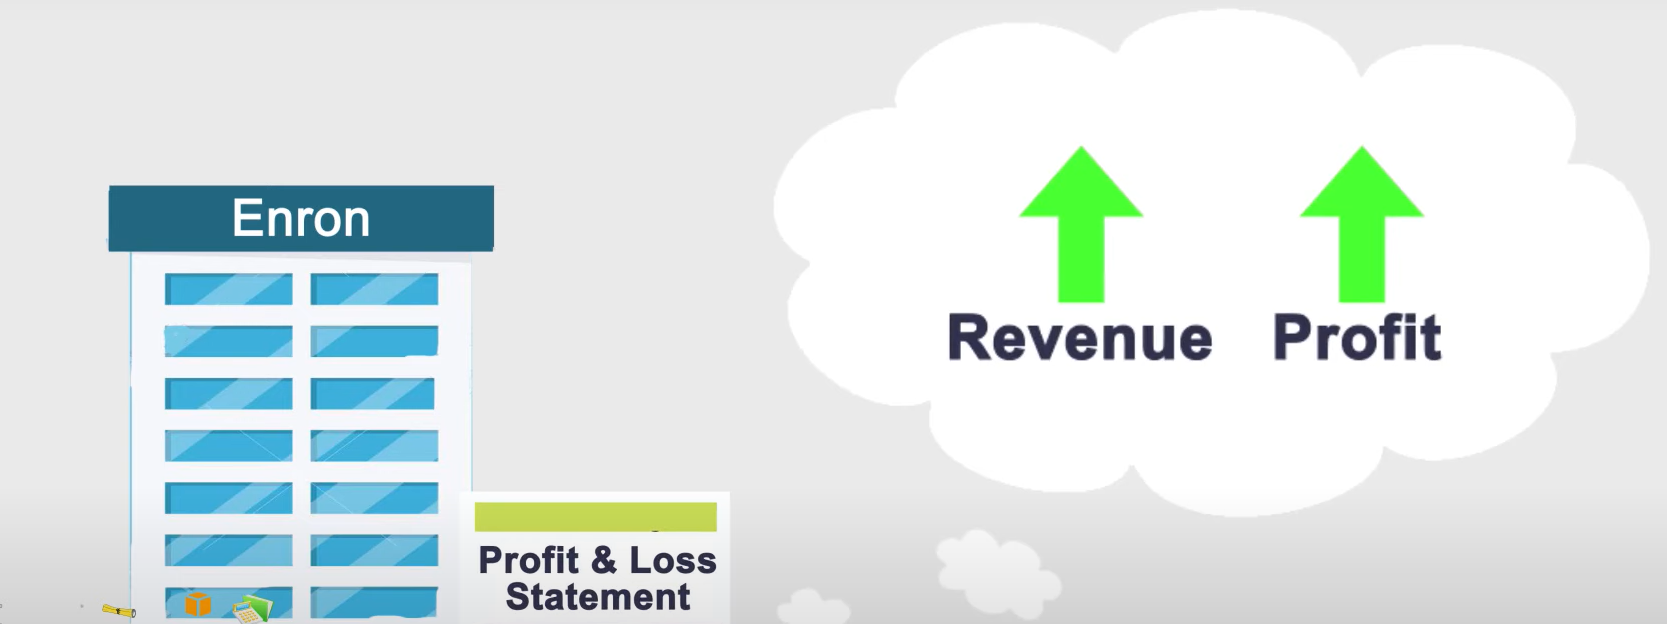 Enron
Revenue
Profit
Profit & Loss
Statement